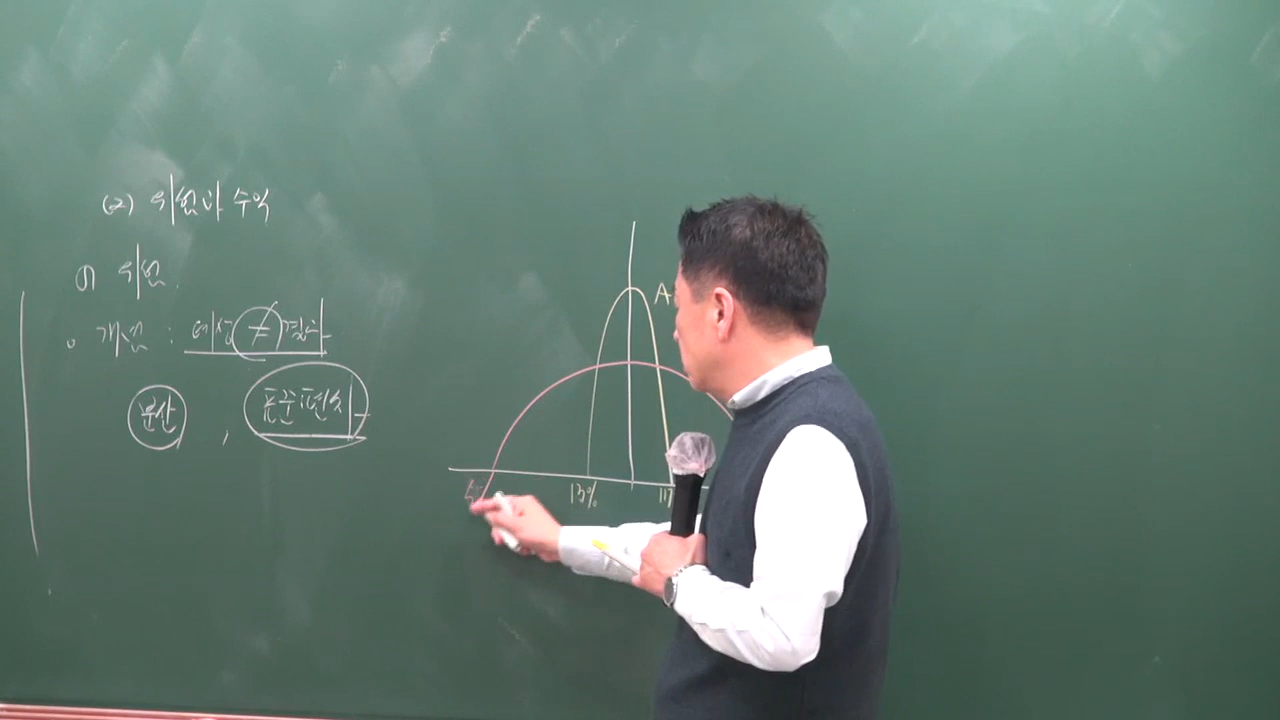 (2) 위험과 수익
(1) 위험
o 개념 : 예상 ≠ 결과
분산 , 표준편차
A
13%